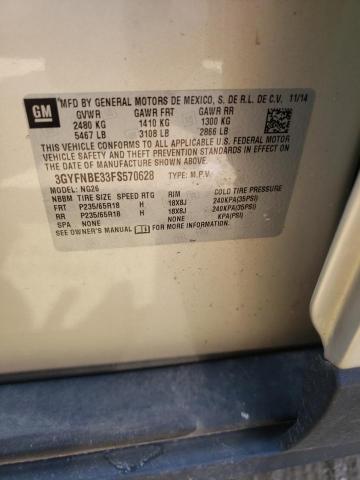 GM
MFD BY GENERAL MOTORS DE MEXICO, S. DE R.L. DE C.V. 11/14
GVWR GAWR FRT GAWR RR
2480 KG 1410 KG 1300 KG
5467 LB 3108 LB 2866 LB
THIS VEHICLE CONFORMS TO ALL APPLICABLE U.S. FEDERAL MOTOR
VEHICLE SAFETY, BUMPER, AND THEFT PREVENTION STANDARDS IN EFFECT ON THE
DATE OF MANUFACTURE SHOWN ABOVE.
3GYFNBE33FS570628 TYPE: M.P.V.
MODEL: NG26
NBBM TIRE SIZE SPEED RTG RIM COLD TIRE PRESSURE
FRT P235/65R18 H 18X8J 240KPA(35PSI)
RR P235/65R18 H 18X8J 240KPA(35PSI)
SPA NONE NONE KPA(PSI)
SEE OWNER'S MANUAL FOR ADDITIONAL INFORMATION.